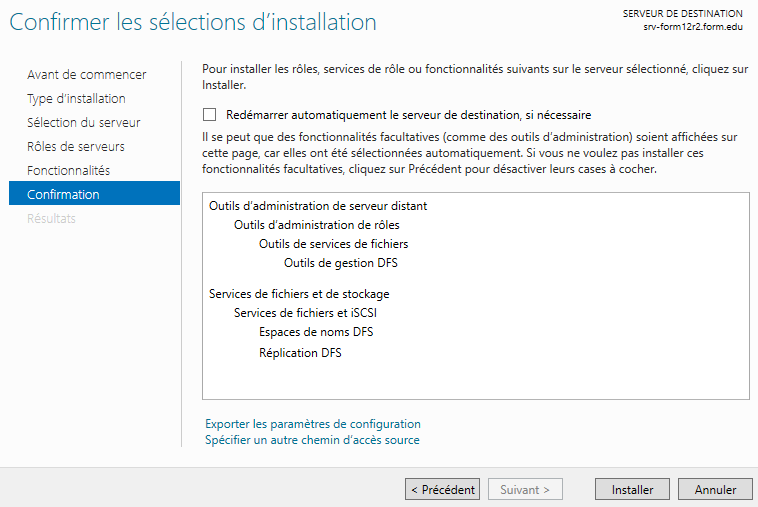 Confirmer les sélections d'installation
SERVEUR DE DESTINATION
srv-form12r2.form.edu
Avant de commencer
Type d'installation
Sélection du serveur
Rôles de serveurs
Fonctionnalités
Confirmation
Résultats
Pour installer les rôles, services de rôle ou fonctionnalités suivants sur le serveur sélectionné, cliquez sur
Installer.
Redémarrer automatiquement le serveur de destination, si nécessaire
Il se peut que des fonctionnalités facultatives (comme des outils d'administration) soient affichées sur
cette page, car elles ont été sélectionnées automatiquement. Si vous ne voulez pas installer ces
fonctionnalités facultatives, cliquez sur Précédent pour désactiver leurs cases à cocher.
Outils d'administration de serveur distant
Outils d'administration de rôles
Outils de services de fichiers
Outils de gestion DFS
Services de fichiers et de stockage
Services de fichiers et iSCSI
Espaces de noms DFS
Réplication DFS
Exporter les paramètres de configuration
Spécifier un autre chemin d'accès source
< Précédent
Suivant >
Installer
Annuler